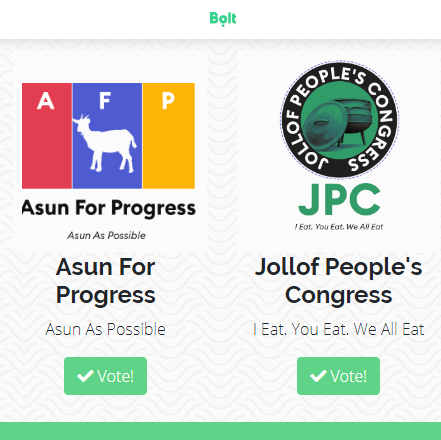 Bolt
A F P
Asun For Progress
Asun As Possible
Asun For
Progress
Asun As Possible
Vote!
JOLLOF PEOPLE'S CONGRESS
JPC
I Eat. You Eat. We All Eat
Jollof People's
Congress
I Eat. You Eat. We All Eat
Vote!